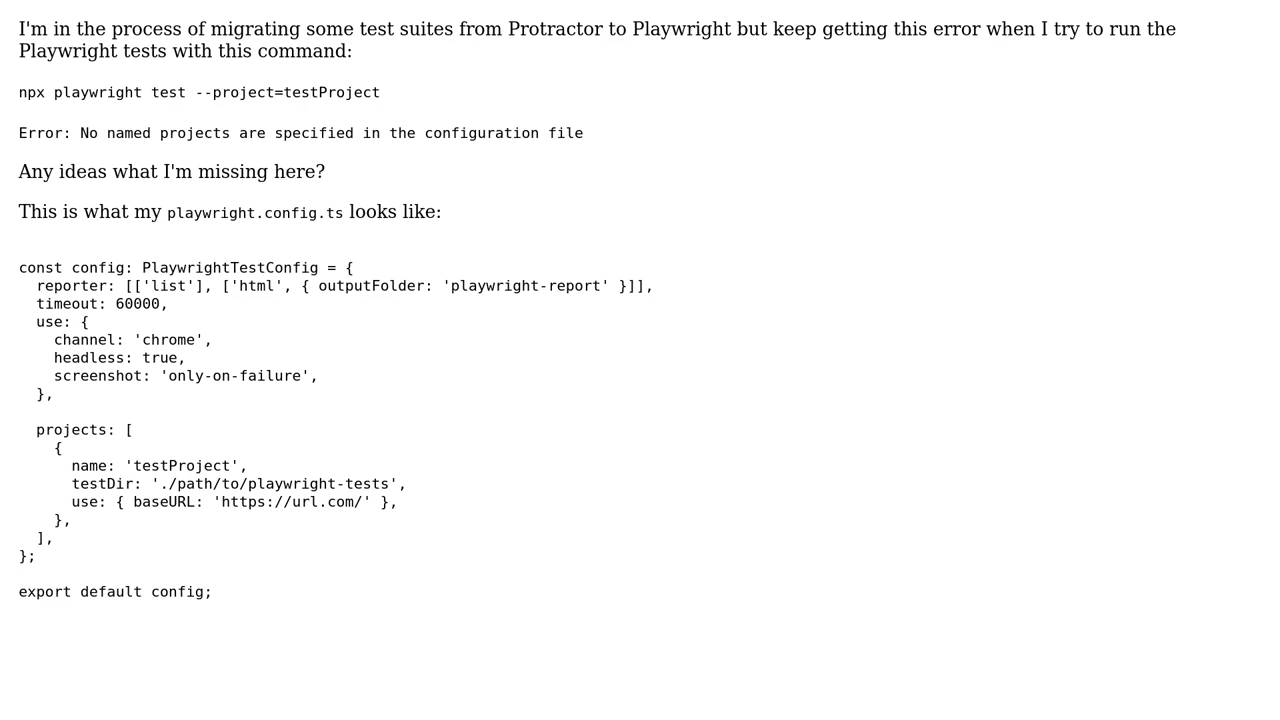 I'm in the process of migrating some test suites from Protractor to Playwright but keep getting this error when I try to run the
Playwright tests with this command:
npx playwright test --project=testProject
Error: No named projects are specified in the configuration file
Any ideas what I'm missing here?
This is what my playwright.config.ts looks like:
const config: PlaywrightTestConfig = {
  reporter: [['list'], ['html', { outputFolder: 'playwright-report' }]],
  timeout: 60000,
  use: {
    channel: 'chrome',
    headless: true,
    screenshot: 'only-on-failure',
  },
  projects: [
    {
      name: 'testProject',
      testDir: './path/to/playwright-tests',
      use: { baseURL: 'https://url.com/' },
    },
  ],
};
export default config;